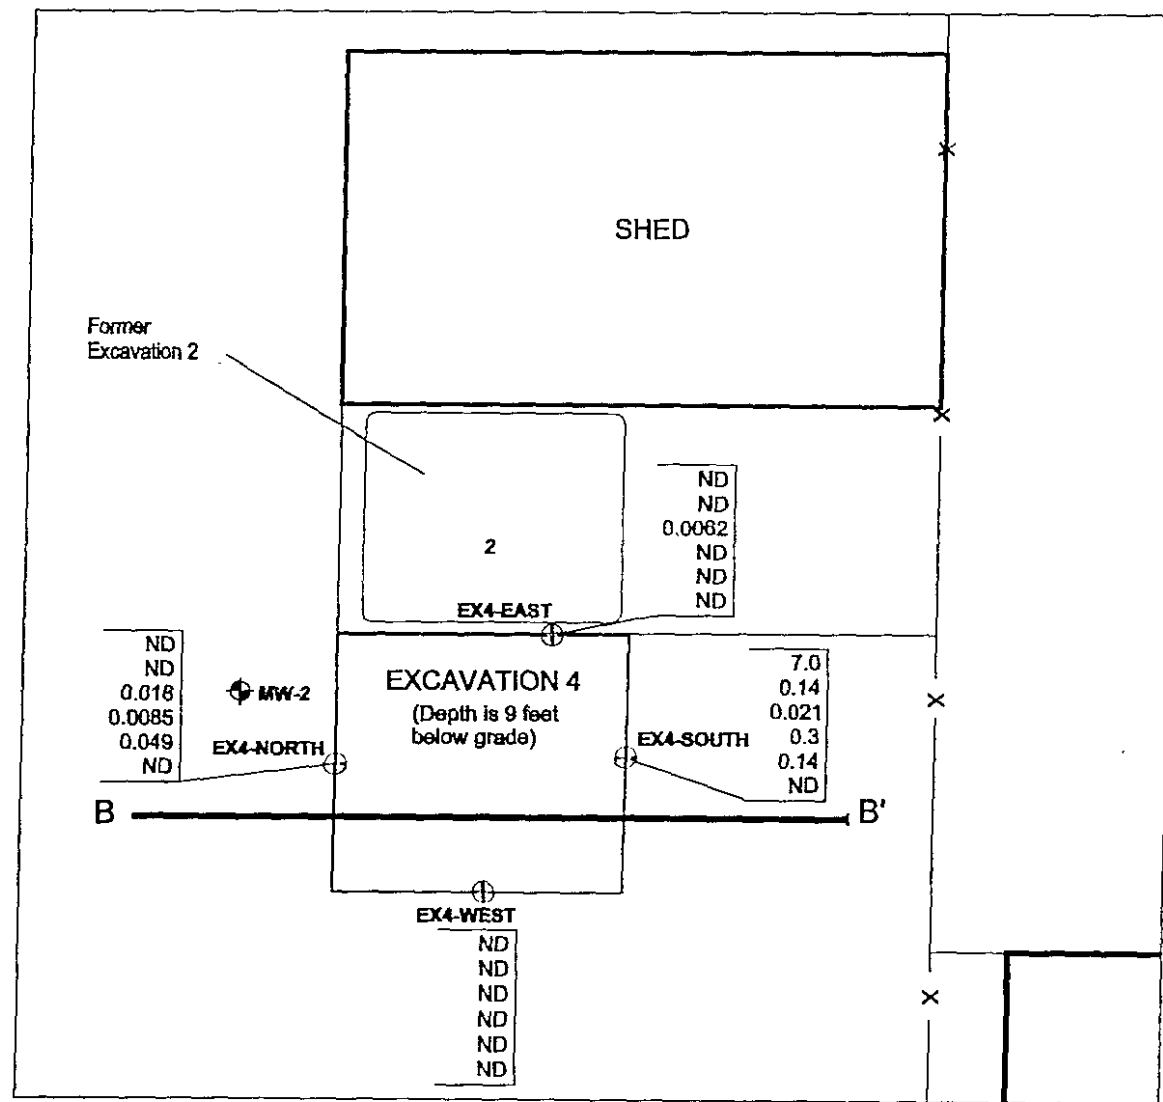 SHED
Former
Excavation 2
ND
ND
0.0062
ND
ND
ND
2
EX4-EAST
ND
ND
0.018
0.0085
0.049
ND
MW-2
EX4-NORTH
EXCAVATION 4
(Depth is 9 feet
below grade)
EX4-SOUTH
7.0
0.14
0.021
0.3
0.14
ND
B
B'
EX4-WEST
ND
ND
ND
ND
ND
ND